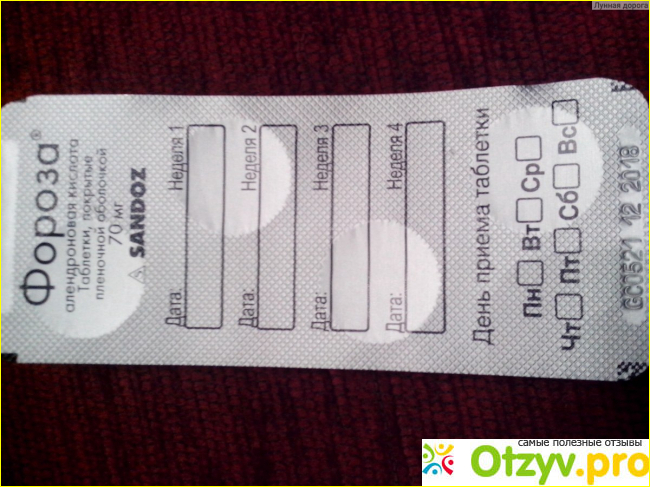 Лунная дорога
Фороза®
алендроновая кислота
Таблетки, покрытые
пленочной оболочкой
70 мг
SANDOZ
Дата: Неделя 1
Дата: Неделя 2
Дата: Неделя 3
Дата: Неделя 4
День приема таблетки
Пн Вт Ср
Чт Пт Сб Вс
GC0521 12 2016
самые полезные отзывы
Otzyv.pro